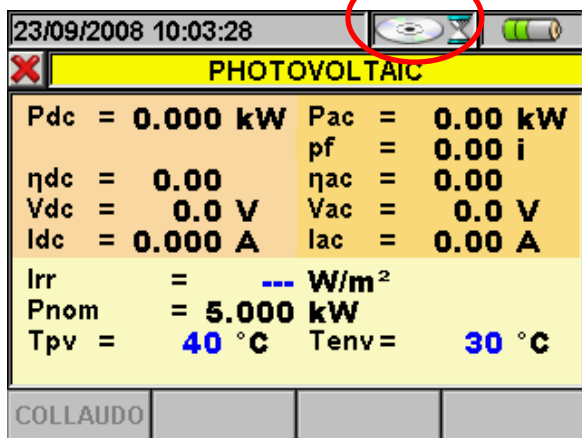 23/09/2008 10:03:28
PHOTOVOLTAIC
Pdc = 0.000 kW Pac = 0.00 kW
pf = 0.00 i
ηdc = 0.00 ηac = 0.00
Vdc = 0.0 V Vac = 0.0 V
Idc = 0.000 A Iac = 0.00 A
Irr = --- W/m²
Pnom = 5.000 kW
Tpv = 40 °C Tenv = 30 °C
COLLAUDO